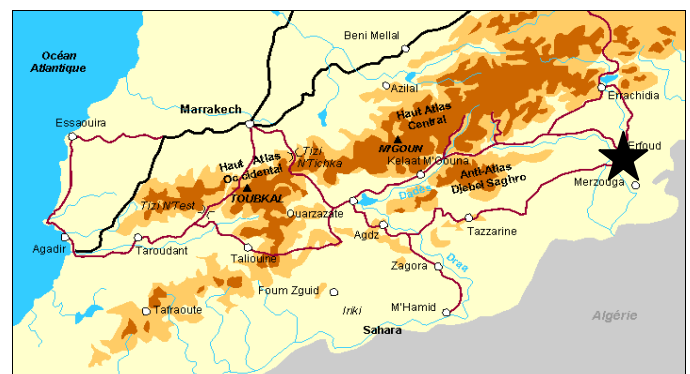 Océan
Atlantique
Beni Mellal
Azilal
Errachidia
Marrakech
Essaouira
Haut Atlas
Central
Tizi
N'Tichka
M'GOUN
Erfoud
Haut Atlas
Occidental
Kelaat M'Gouna
Anti-Atlas
Djebel Saghro
Merzouga
TOUBKAL
Dadès
Tizi N'Test
Ouarzazate
Agadir
Taroudant
Taliouine
Agdz
Tazzarine
Draa
Zagora
Foum Zguid
Iriki
M'Hamid
Tafraoute
Sahara
Algérie